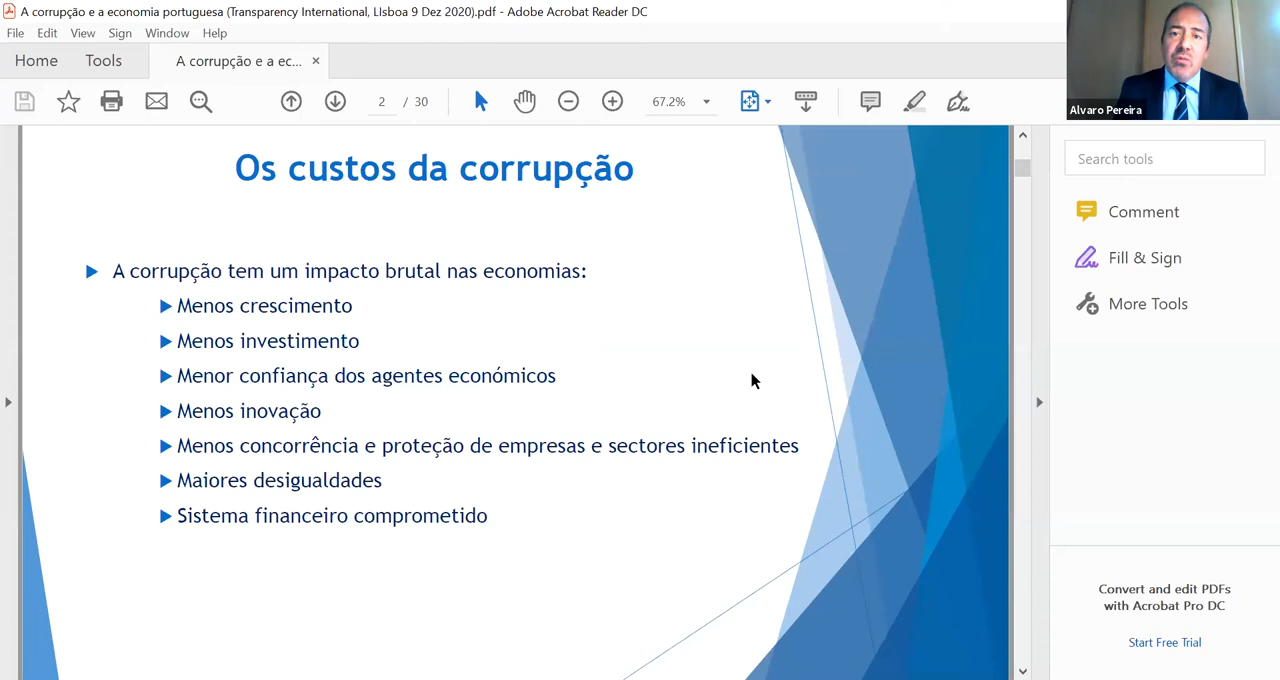 A corrupção e a economia portuguesa (Transparency International, LIsboa 9 Dez 2020).pdf - Adobe Acrobat Reader DC
File Edit View Sign Window Help
Home Tools A corrupção e a ec... ×
2 / 30 67.2%
Alvaro Pereira
Os custos da corrupção
A corrupção tem um impacto brutal nas economias:
Menos crescimento
Menos investimento
Menor confiança dos agentes económicos
Menos inovação
Menos concorrência e proteção de empresas e sectores ineficientes
Maiores desigualdades
Sistema financeiro comprometido
Search tools
Comment
Fill & Sign
More Tools
Convert and edit PDFs
with Acrobat Pro DC
Start Free Trial